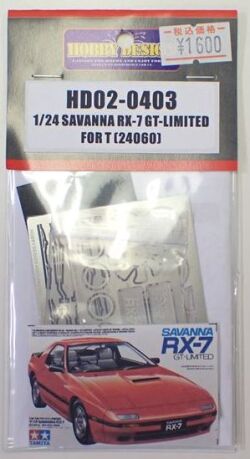 HOBBY DESIGN
税込価格
¥1600
HD02-0403
1/24 SAVANNA RX-7 GT-LIMITED
FOR T (24060)
SAVANNA
RX-7
GT-LIMITED
TAMIYA